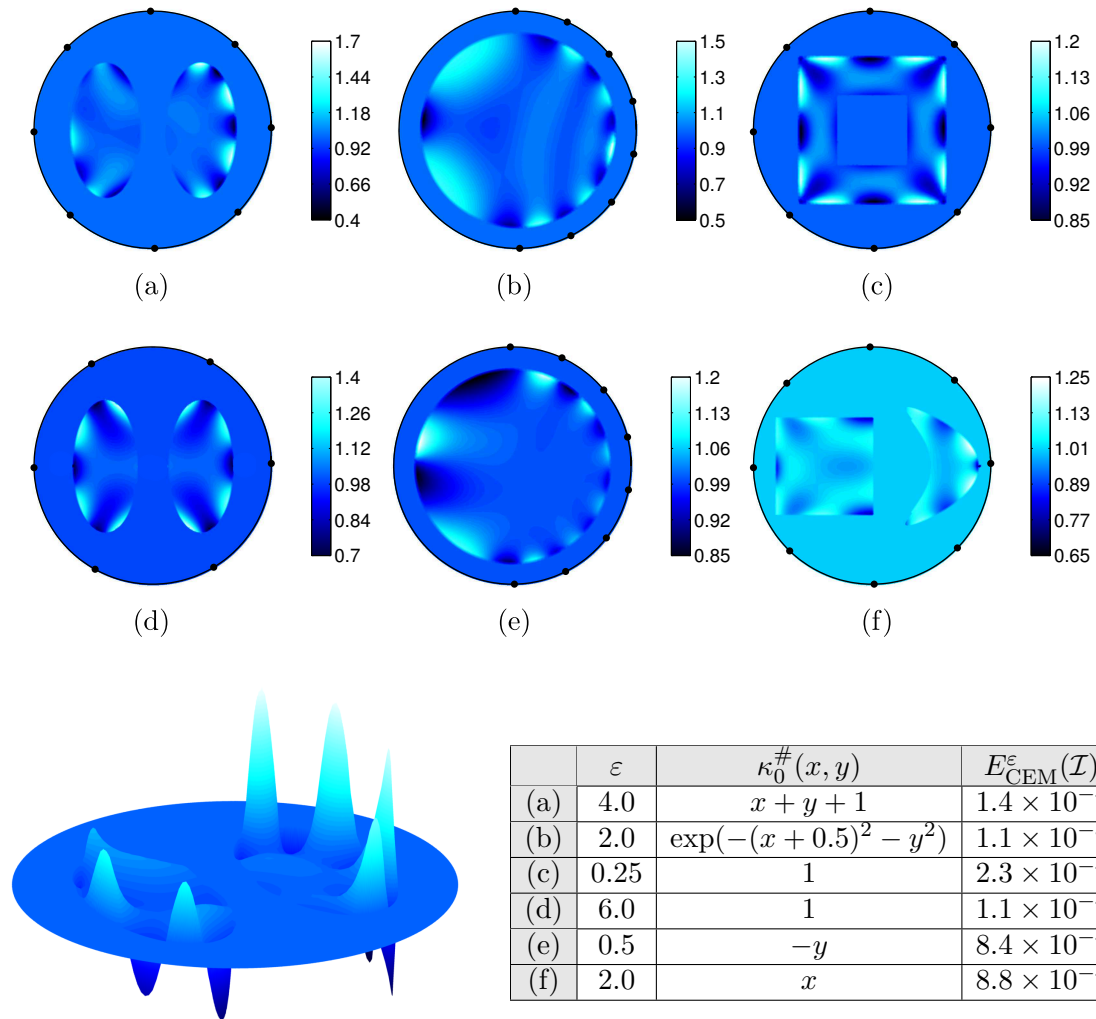 1.7
1.44
1.18
0.92
0.66
0.4
(a)
1.5
1.3
1.1
0.9
0.7
0.5
(b)
1.2
1.13
1.06
0.99
0.92
0.85
(c)
1.4
1.26
1.12
0.98
0.84
0.7
(d)
1.2
1.13
1.06
0.99
0.92
0.85
(e)
1.25
1.13
1.01
0.89
0.77
0.65
(f)
ε κ₀^#(x, y) E^ε_CEM(I)
(a) 4.0 x + y + 1 1.4 × 10⁻
(b) 2.0 exp(−(x + 0.5)² − y²) 1.1 × 10⁻
(c) 0.25 1 2.3 × 10⁻
(d) 6.0 1 1.1 × 10⁻
(e) 0.5 −y 8.4 × 10⁻
(f) 2.0 x 8.8 × 10⁻